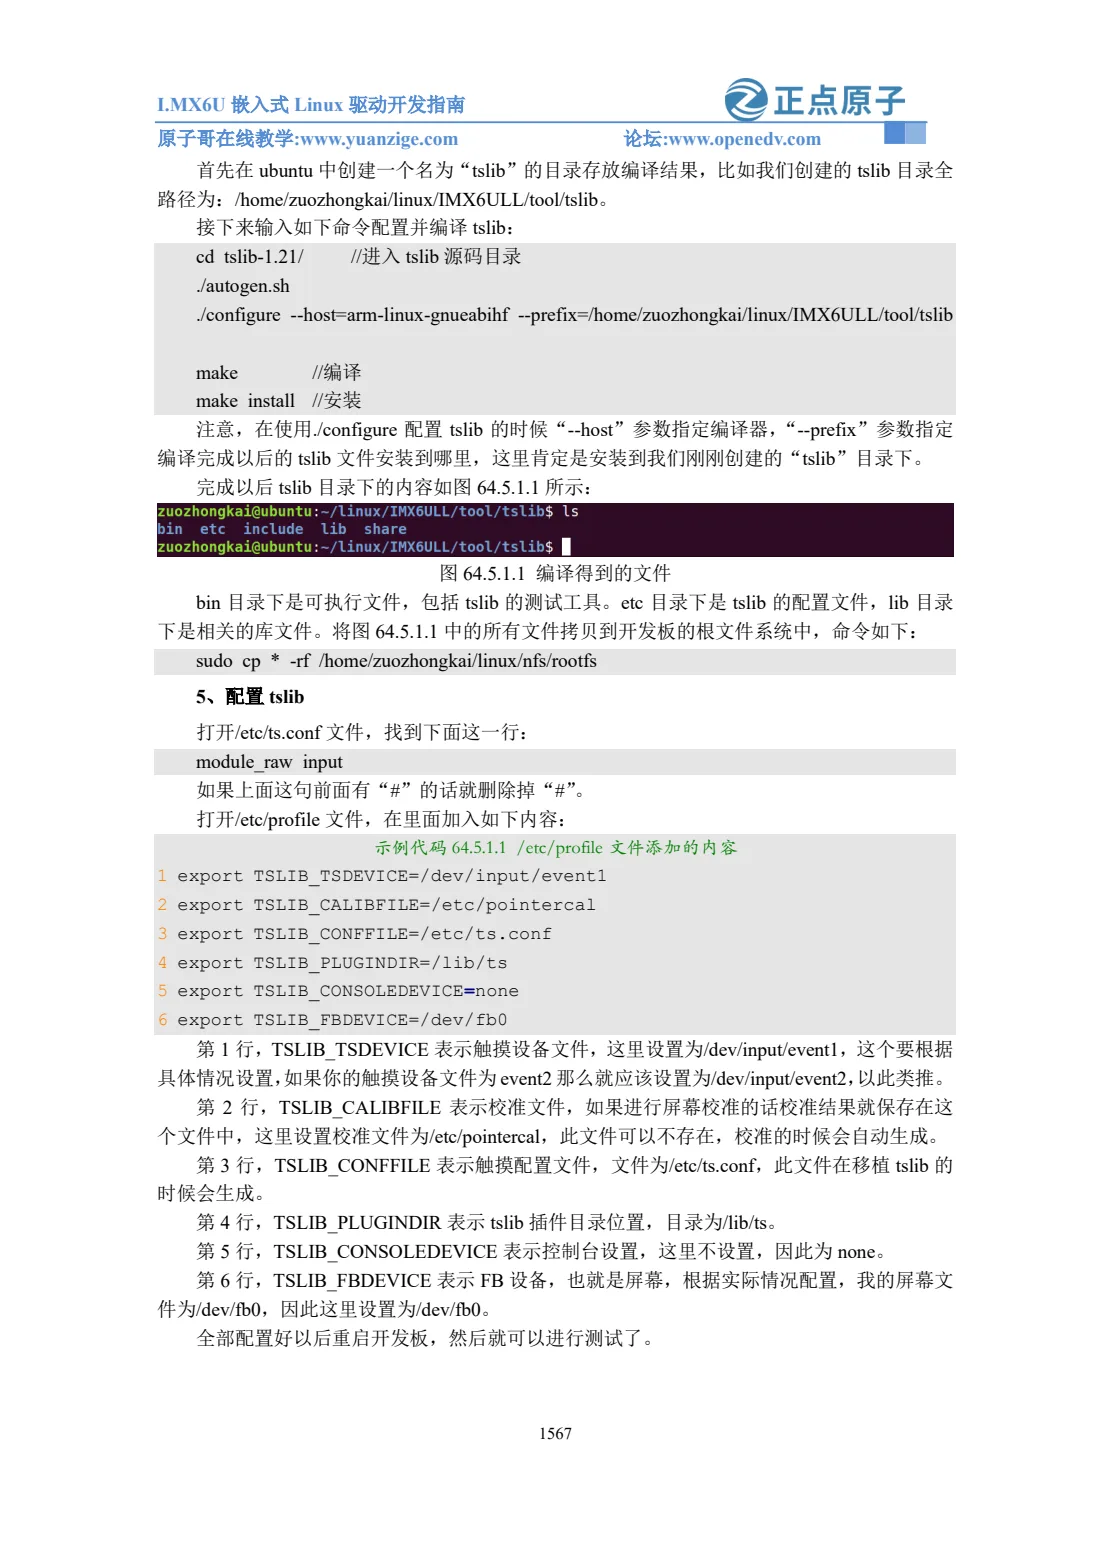 I.MX6U 嵌入式 Linux 驱动开发指南
正点原子
原子哥在线教学:www.yuanzige.com 论坛:www.openedv.com
首先在 ubuntu 中创建一个名为“tslib”的目录存放编译结果，比如我们创建的 tslib 目录全
路径为：/home/zuozhongkai/linux/IMX6ULL/tool/tslib。
接下来输入如下命令配置并编译 tslib：
cd tslib-1.21/ //进入 tslib 源码目录
./autogen.sh
./configure --host=arm-linux-gnueabihf --prefix=/home/zuozhongkai/linux/IMX6ULL/tool/tslib
make //编译
make install //安装
注意，在使用./configure 配置 tslib 的时候“--host”参数指定编译器，“--prefix”参数指定
编译完成以后的 tslib 文件安装到哪里，这里肯定是安装到我们刚刚创建的“tslib”目录下。
完成以后 tslib 目录下的内容如图 64.5.1.1 所示：
zuozhongkai@ubuntu:~/linux/IMX6ULL/tool/tslib$ ls
bin etc include lib share
zuozhongkai@ubuntu:~/linux/IMX6ULL/tool/tslib$
图 64.5.1.1 编译得到的文件
bin 目录下是可执行文件，包括 tslib 的测试工具。etc 目录下是 tslib 的配置文件，lib 目录
下是相关的库文件。将图 64.5.1.1 中的所有文件拷贝到开发板的根文件系统中，命令如下：
sudo cp * -rf /home/zuozhongkai/linux/nfs/rootfs
5、配置 tslib
打开/etc/ts.conf 文件，找到下面这一行：
module_raw input
如果上面这句前面有“#”的话就删除掉“#”。
打开/etc/profile 文件，在里面加入如下内容：
示例代码 64.5.1.1 /etc/profile 文件添加的内容
1 export TSLIB_TSDEVICE=/dev/input/event1
2 export TSLIB_CALIBFILE=/etc/pointercal
3 export TSLIB_CONFFILE=/etc/ts.conf
4 export TSLIB_PLUGINDIR=/lib/ts
5 export TSLIB_CONSOLEDEVICE=none
6 export TSLIB_FBDEVICE=/dev/fb0
第 1 行，TSLIB_TSDEVICE 表示触摸设备文件，这里设置为/dev/input/event1，这个要根据
具体情况设置，如果你的触摸设备文件为 event2 那么就应该设置为/dev/input/event2，以此类推。
第 2 行，TSLIB_CALIBFILE 表示校准文件，如果进行屏幕校准的话校准结果就保存在这
个文件中，这里设置校准文件为/etc/pointercal，此文件可以不存在，校准的时候会自动生成。
第 3 行，TSLIB_CONFFILE 表示触摸配置文件，文件为/etc/ts.conf，此文件在移植 tslib 的
时候会生成。
第 4 行，TSLIB_PLUGINDIR 表示 tslib 插件目录位置，目录为/lib/ts。
第 5 行，TSLIB_CONSOLEDEVICE 表示控制台设置，这里不设置，因此为 none。
第 6 行，TSLIB_FBDEVICE 表示 FB 设备，也就是屏幕，根据实际情况配置，我的屏幕文
件为/dev/fb0，因此这里设置为/dev/fb0。
全部配置好以后重启开发板，然后就可以进行测试了。
1567